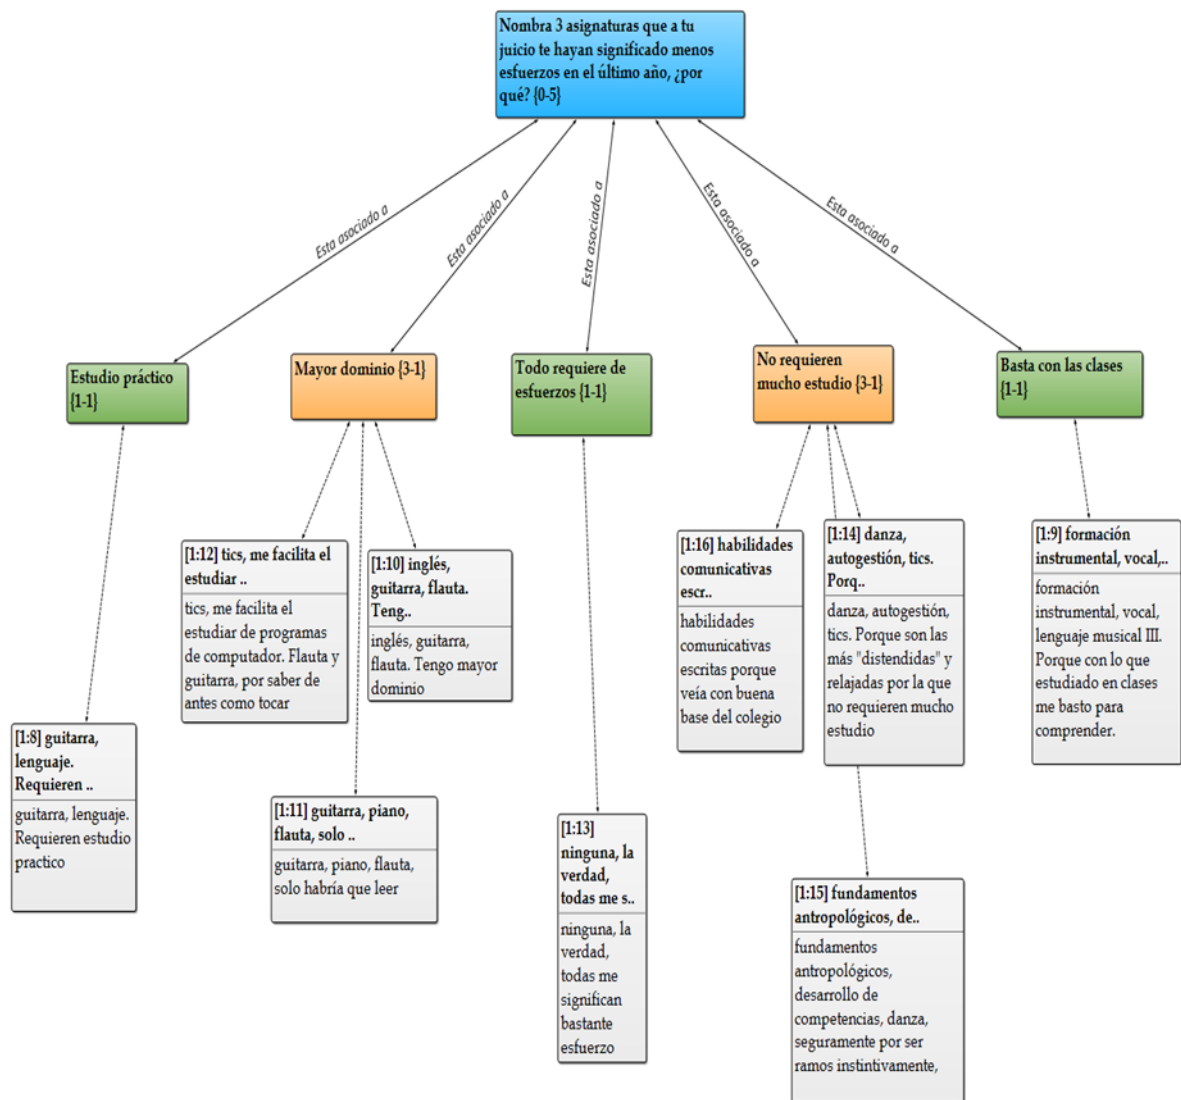 Nombra 3 asignaturas que a tu
juicio te hayan significado menos
esfuerzos en el último año, ¿por
qué? {0-5}
Esta asociado a
Esta asociado a
Esta asociado a
Esta asociado a
Esta asociado a
Estudio práctico
{1-1}
Mayor dominio {3-1}
Todo requiere de
esfuerzos {1-1}
No requieren
mucho estudio {3-1}
Basta con las clases
{1-1}
[1:12] tics, me facilita el
estudiar ..
tics, me facilita el
estudiar de programas
de computador. Flauta y
guitarra, por saber de
antes como tocar
[1:10] inglés,
guitarra, flauta.
Teng..
inglés, guitarra,
flauta. Tengo mayor
dominio
[1:16] habilidades
comunicativas
escr..
habilidades
comunicativas
escritas porque
veía con buena
base del colegio
[1:14] danza,
autogestión, tics.
Porq..
danza, autogestión,
tics. Porque son las
más "distendidas" y
relajadas por la que
no requieren mucho
estudio
[1:9] formación
instrumental, vocal,..
formación
instrumental, vocal,
lenguaje musical III.
Porque con lo que
estudiado en clases
me basto para
comprender.
[1:8] guitarra,
lenguaje.
Requieren ..
guitarra, lenguaje.
Requieren estudio
practico
[1:11] guitarra, piano,
flauta, solo ..
guitarra, piano, flauta,
solo habría que leer
[1:13]
ninguna, la
verdad,
todas me s..
ninguna, la
verdad,
todas me
significan
bastante
esfuerzo
[1:15] fundamentos
antropológicos, de..
fundamentos
antropológicos,
desarrollo de
competencias, danza,
seguramente por ser
ramos instintivamente,